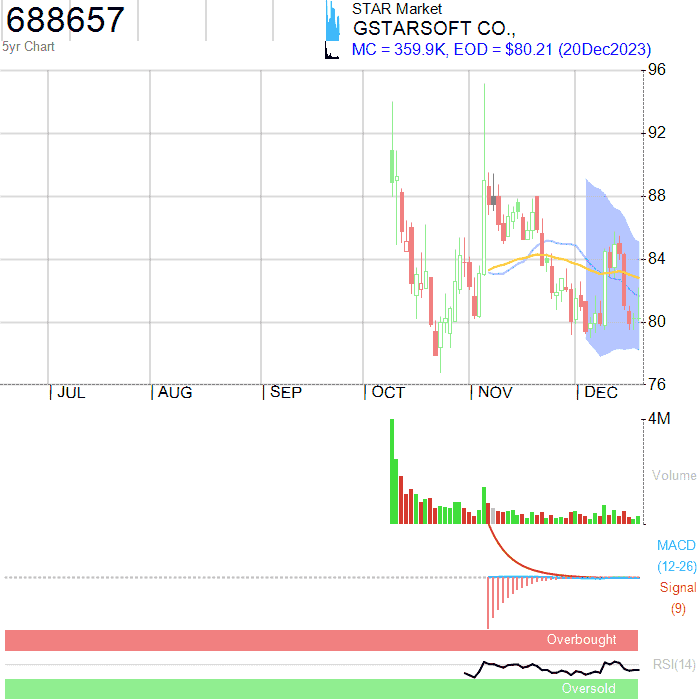 688657
5yr Chart
STAR Market
GSTARSOFT CO.,
MC = 359.9K, EOD = $80.21 (20Dec2023)
96
92
88
84
80
76
JUL AUG SEP OCT NOV DEC
4M
Volume
MACD
(12-26)
Signal
(9)
Overbought
RSI(14)
Oversold